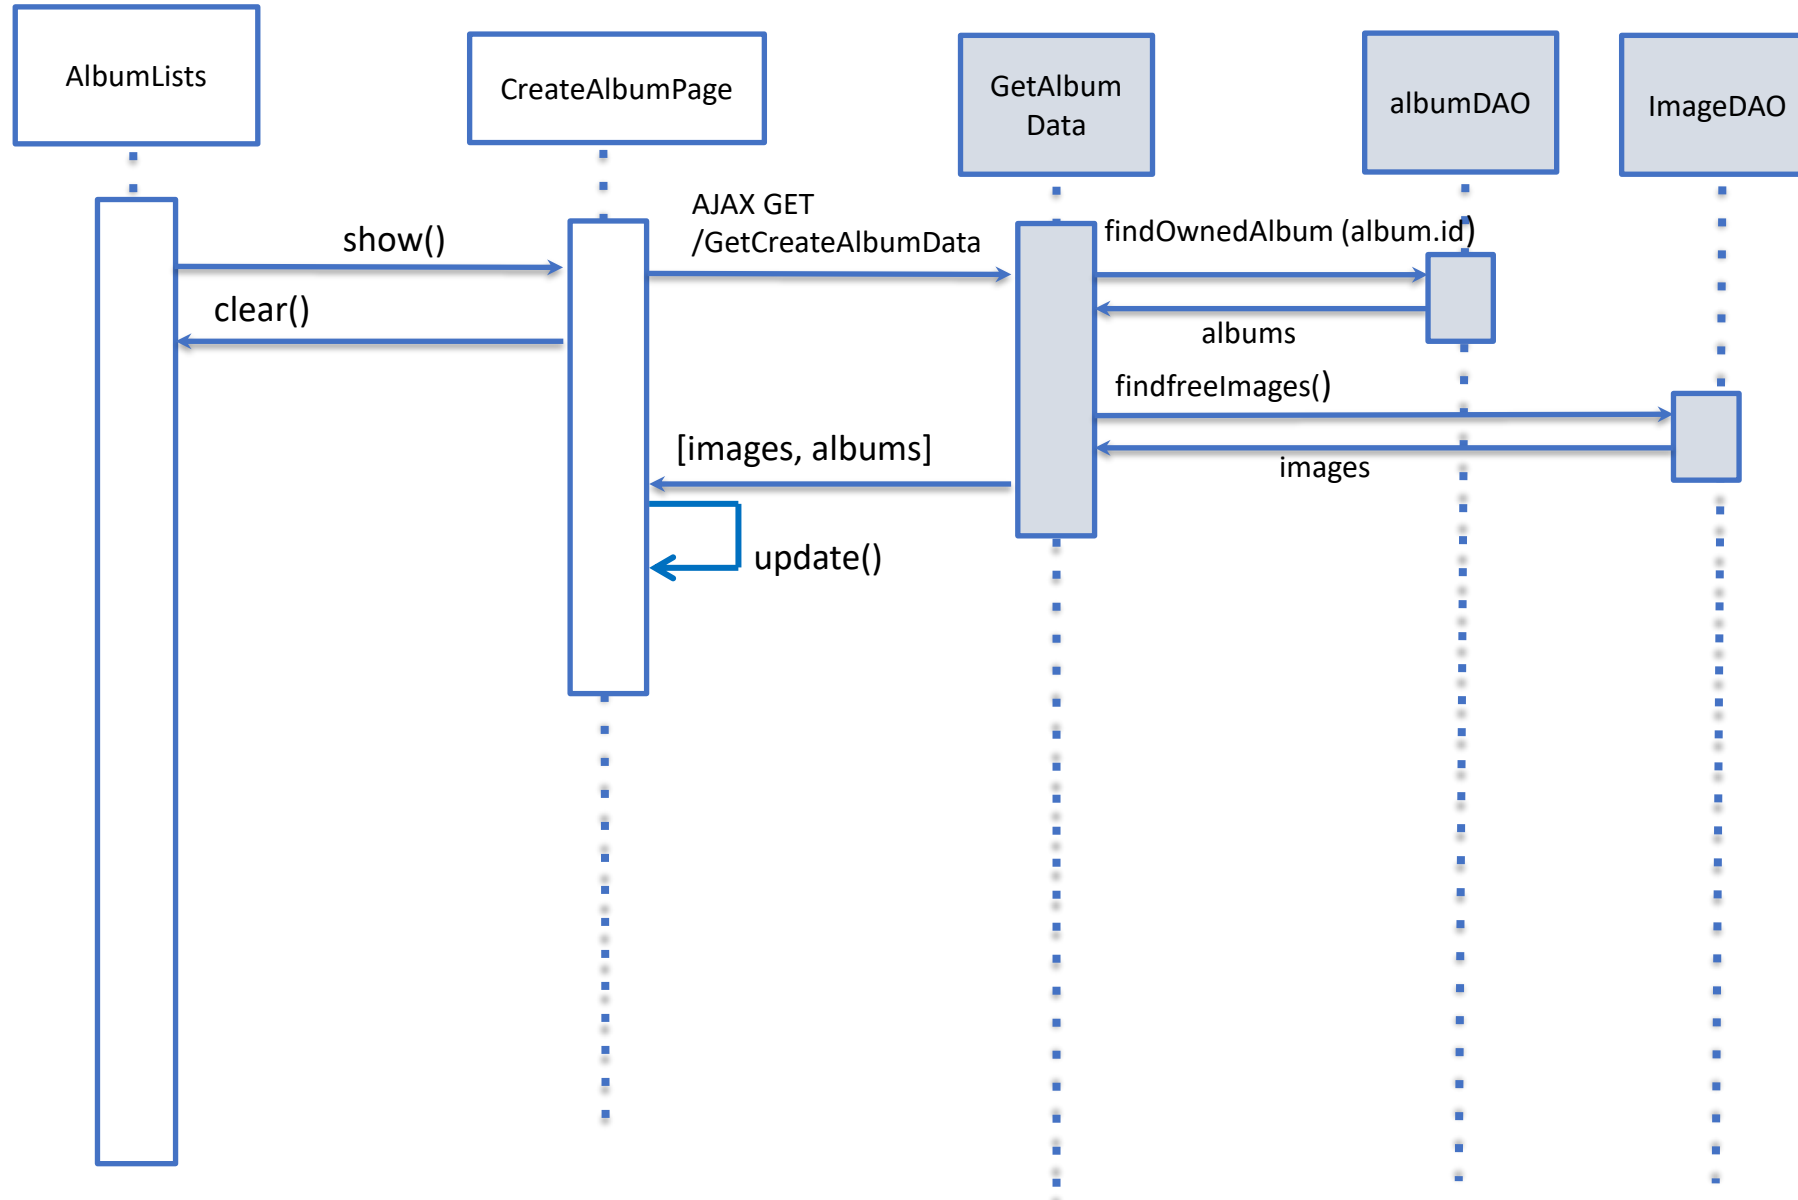 AlbumLists
CreateAlbumPage
GetAlbum
Data
albumDAO
ImageDAO
AJAX GET
/GetCreateAlbumData
show()
findOwnedAlbum (album.id)
clear()
albums
findfreeImages()
[images, albums]
images
update()